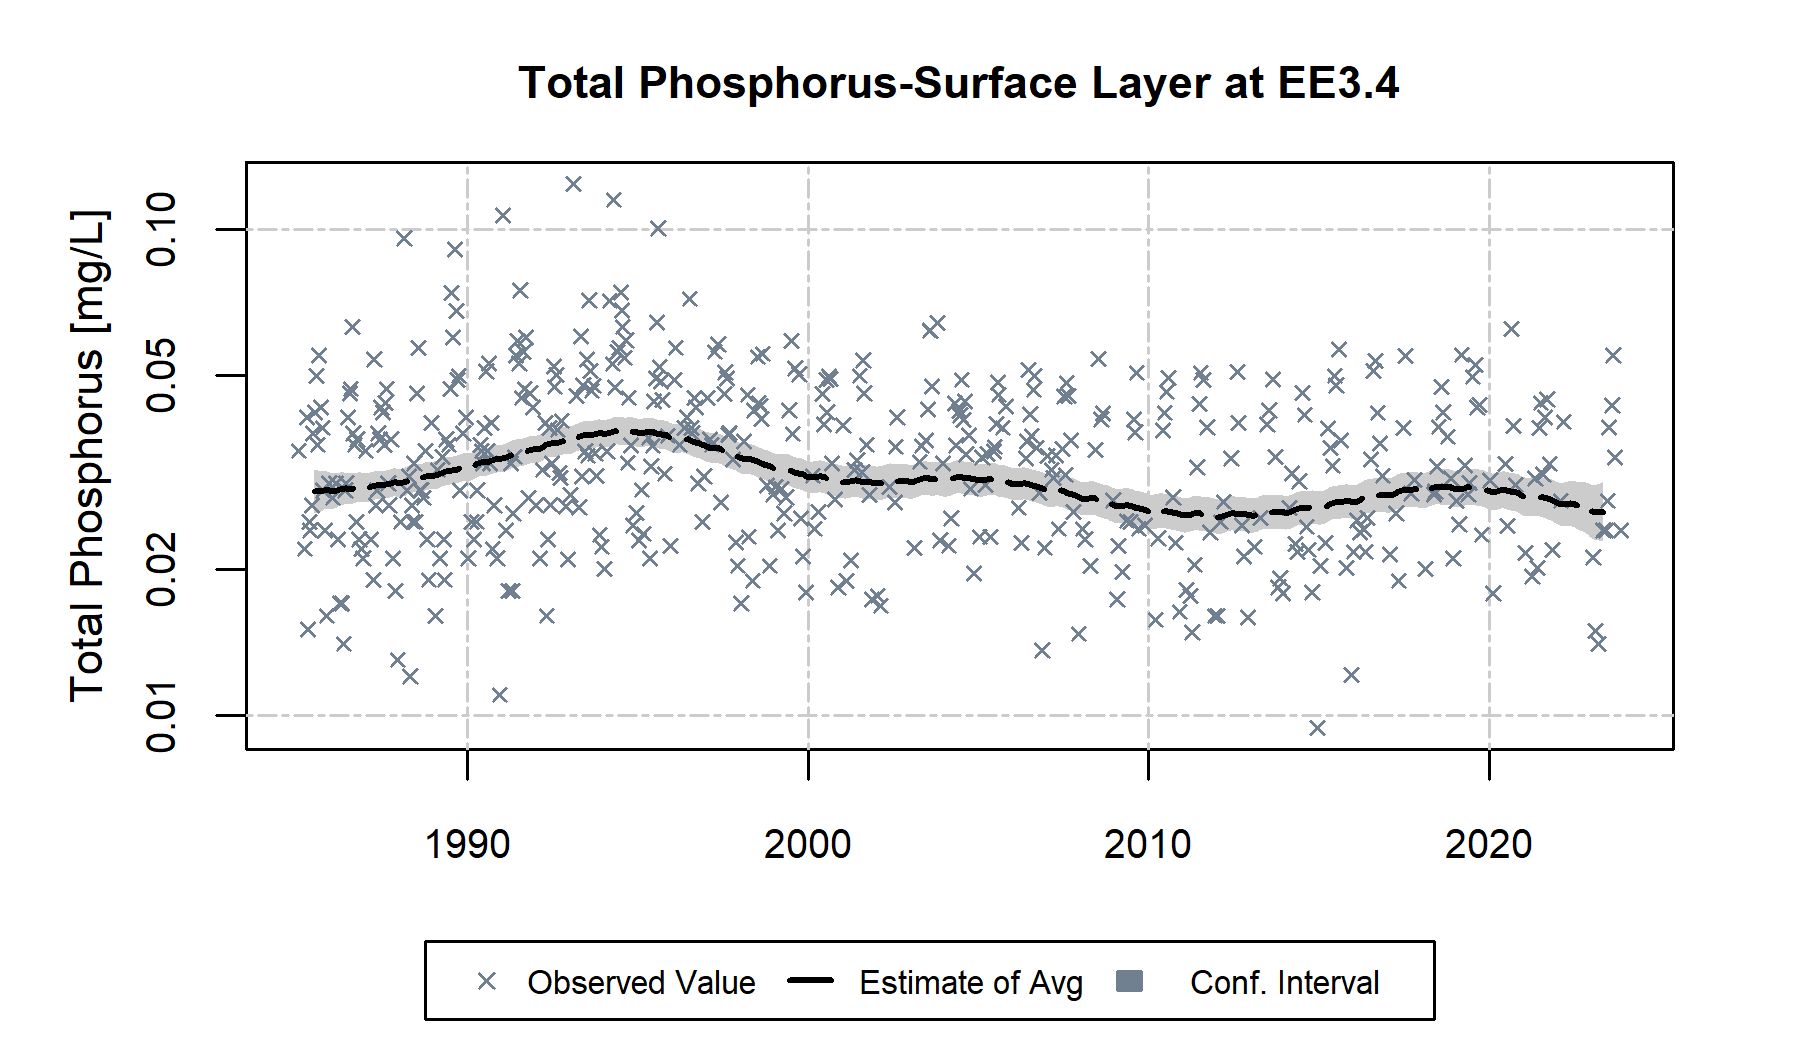 Total Phosphorus-Surface Layer at EE3.4
Total Phosphorus [mg/L]
0.10
0.05
0.02
0.01
1990 2000 2010 2020
Observed Value Estimate of Avg Conf. Interval